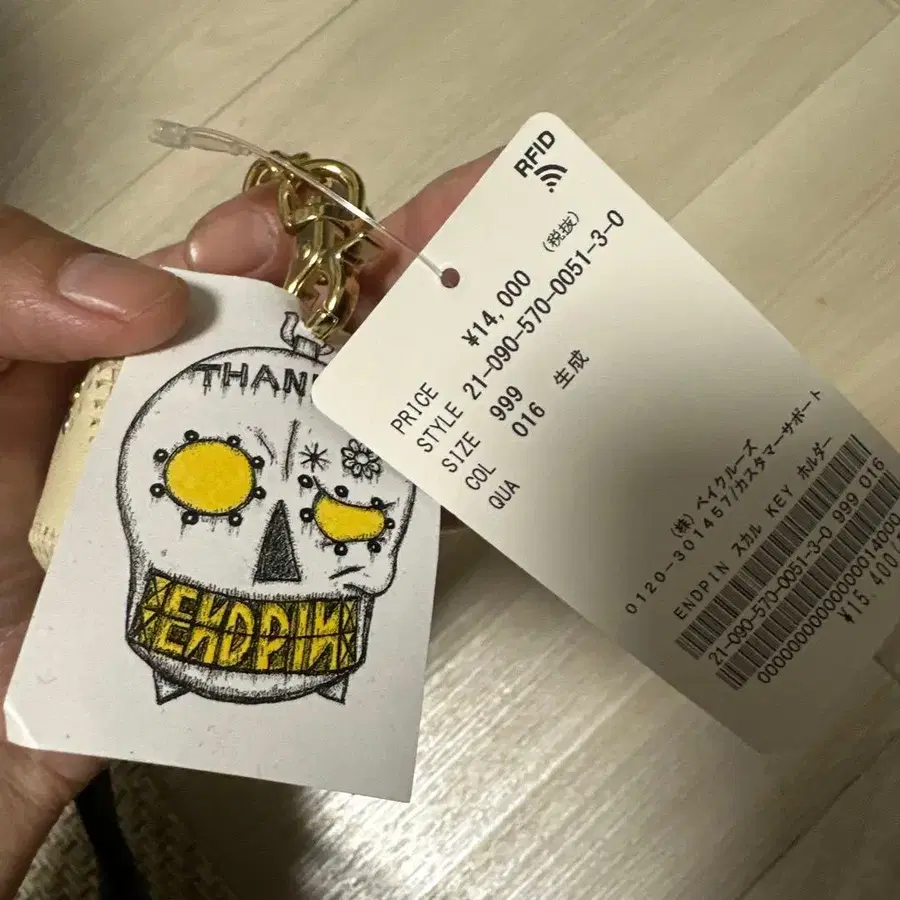 THAN
ENDPIN
RFID
PRICE ¥14,000 (税抜)
STYLE 21-090-570-0051-3-0
SIZE 999
COL 016 生成
QUA
(株) ベイクルーズ
0120-301457/カスタマーサポート
ENDPIN スカル KEY ホルダー
21-090-570-0051-3-0 999 016
¥15,400